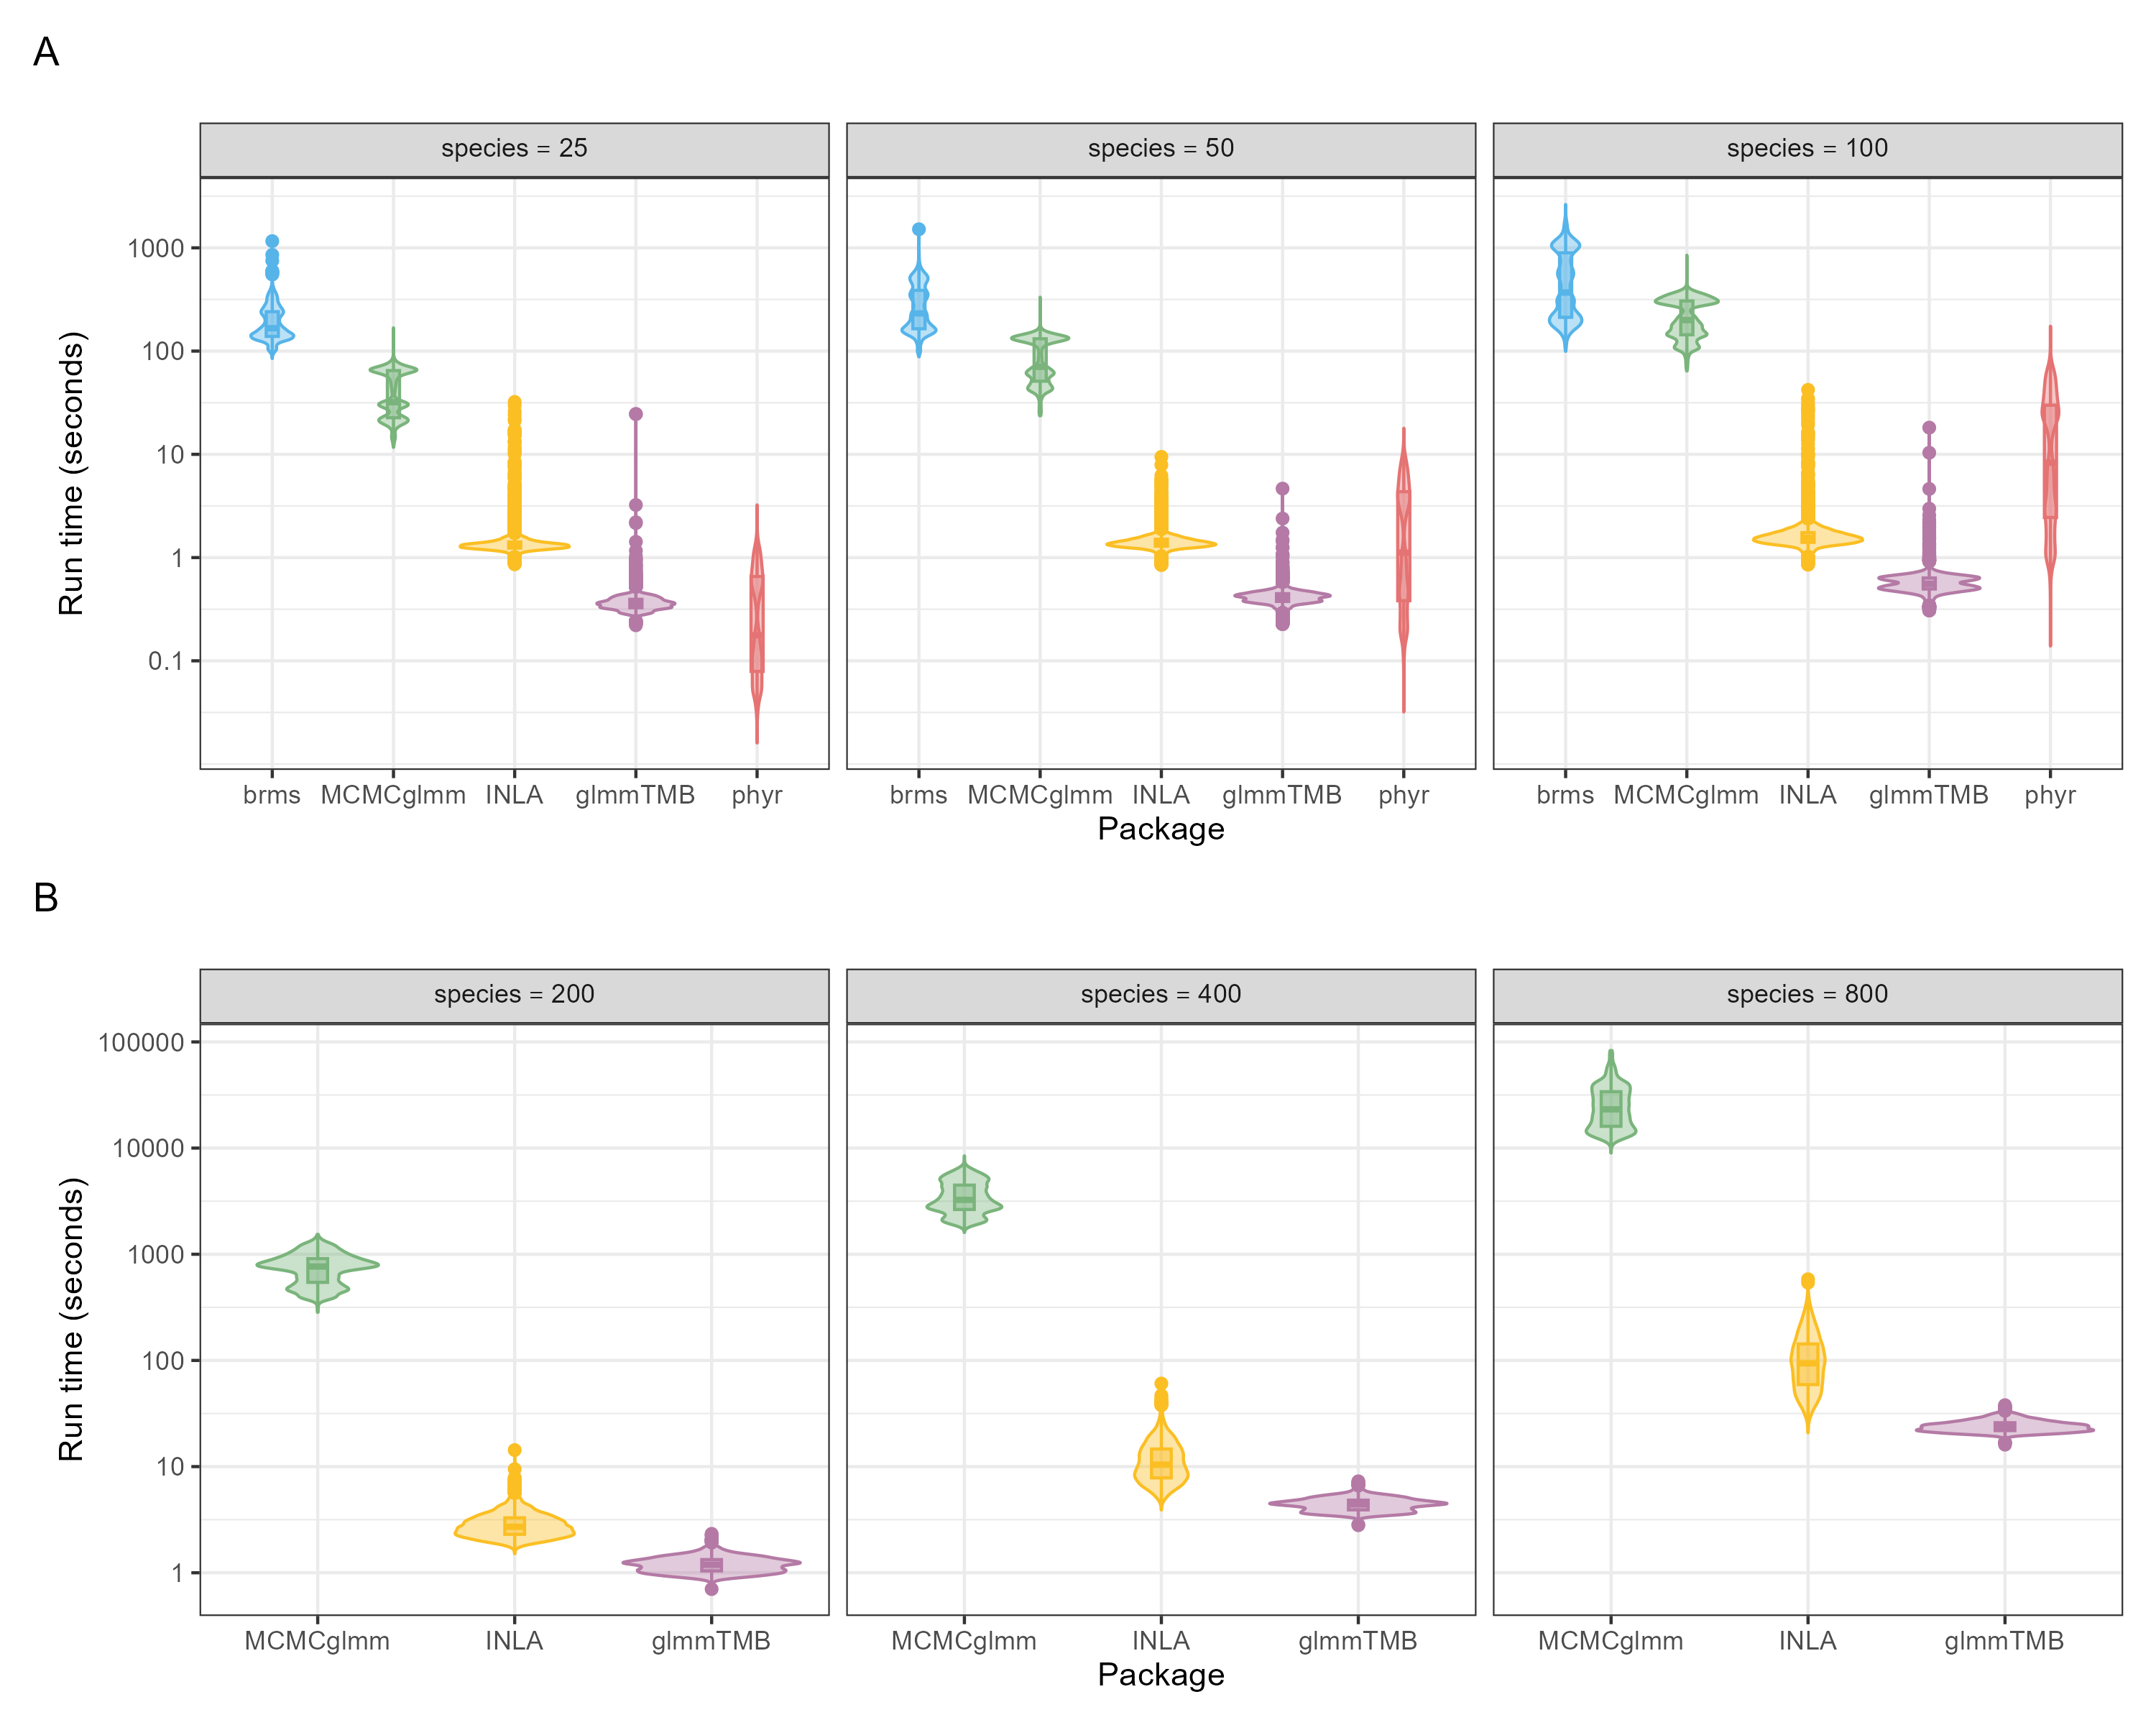 A
species = 25
species = 50
species = 100
Run time (seconds)
1000
100
10
1
0.1
brms MCMCglmm INLA glmmTMB phyr
brms MCMCglmm INLA glmmTMB phyr
brms MCMCglmm INLA glmmTMB phyr
Package
B
species = 200
species = 400
species = 800
Run time (seconds)
100000
10000
1000
100
10
1
MCMCglmm INLA glmmTMB
MCMCglmm INLA glmmTMB
MCMCglmm INLA glmmTMB
Package